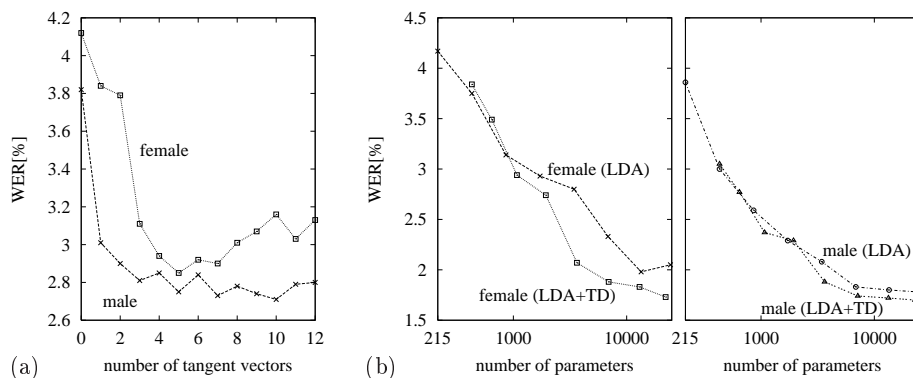 4.2
4
3.8
3.6
3.4
3.2
3
2.8
2.6
WER[%]
female
male
0 2 4 6 8 10 12
number of tangent vectors
(a)
4.5
4
3.5
3
2.5
2
1.5
WER[%]
female (LDA)
female (LDA+TD)
215 1000 10000
number of parameters
(b)
male (LDA)
male (LDA+TD)
215 1000 10000
number of parameters